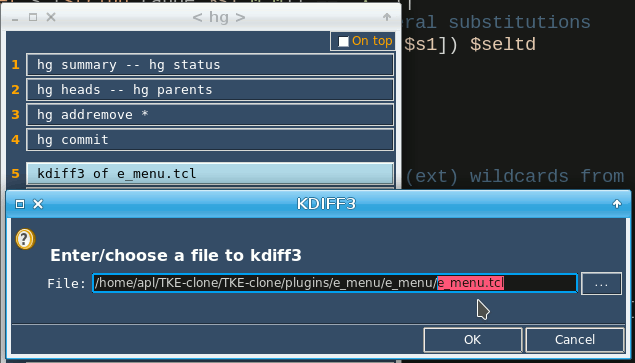 < hg >
eral substitutions
On top
$s1]) $seltd
1 hg summary -- hg status
2 hg heads -- hg parents
3 hg addremove *
4 hg commit
5 kdiff3 of e_menu.tcl
(ext) wildcards from
KDIFF3
Enter/choose a file to kdiff3
File: /home/apl/TKE-clone/TKE-clone/plugins/e_menu/e_menu/e_menu.tcl ...
OK Cancel